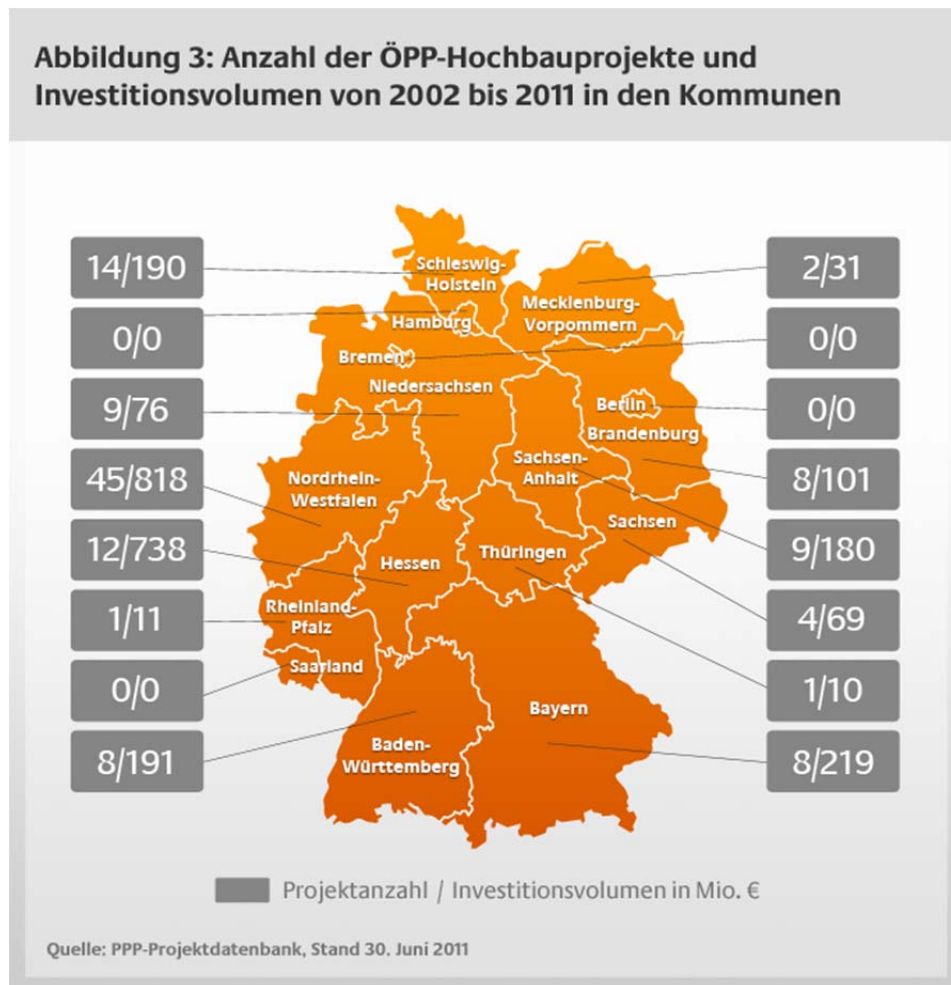 Abbildung 3: Anzahl der ÖPP-Hochbauprojekte und
Investitionsvolumen von 2002 bis 2011 in den Kommunen
14/190
0/0
9/76
45/818
12/738
1/11
0/0
8/191
Schleswig-
Holstein
Mecklenburg-
Vorpommern
Hamburg
Bremen
Niedersachsen
Berlin
Brandenburg
Sachsen-
Anhalt
Nordrhein-
Westfalen
Sachsen
Thüringen
Hessen
Rheinland-
Pfalz
Saarland
Bayern
Baden-
Württemberg
2/31
0/0
0/0
8/101
9/180
4/69
1/10
8/219
Projektanzahl / Investitionsvolumen in Mio. €
Quelle: PPP-Projektdatenbank, Stand 30. Juni 2011